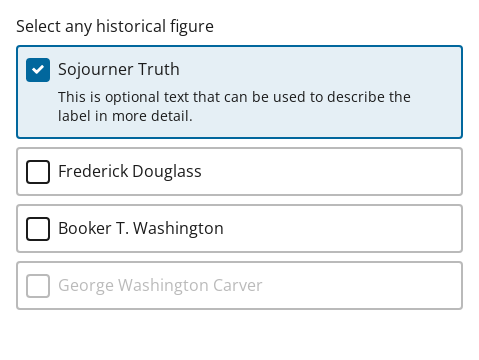 Select any historical figure
Sojourner Truth
This is optional text that can be used to describe the
label in more detail.
Frederick Douglass
Booker T. Washington
George Washington Carver